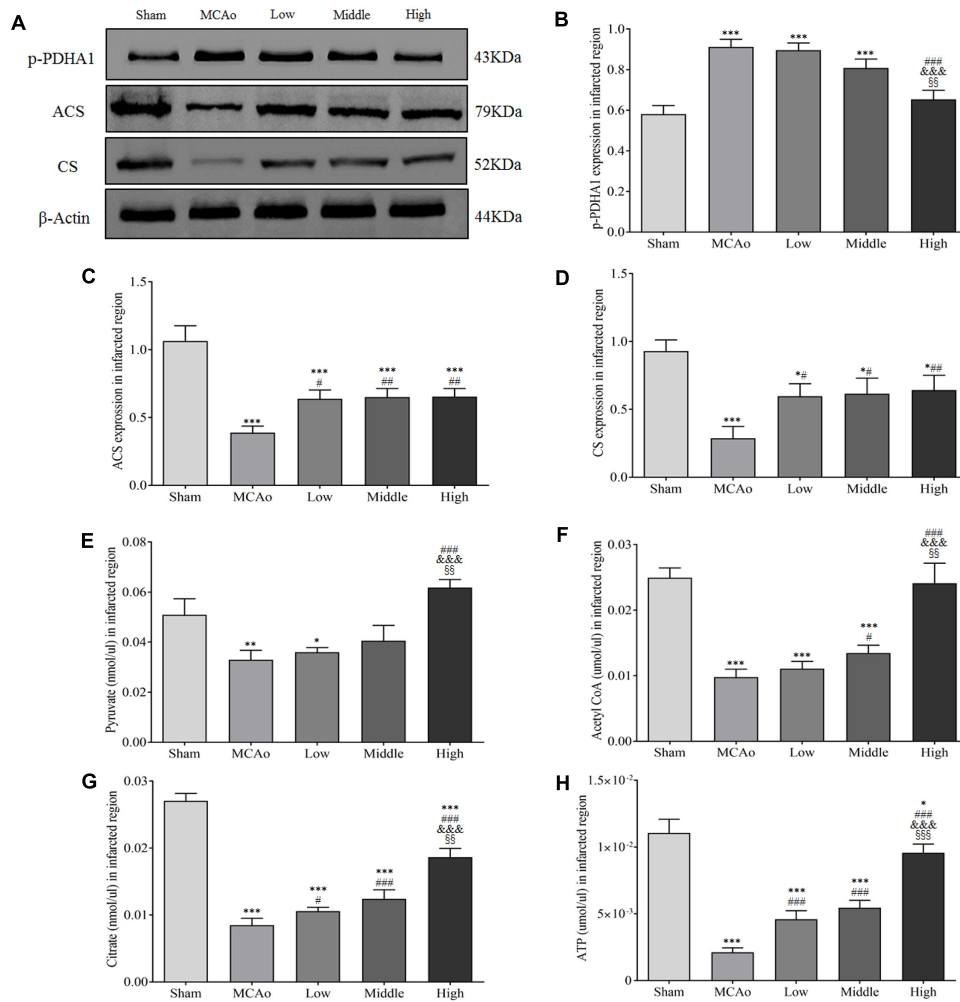 A
Sham MCAo Low Middle High
p-PDHA1 43KDa
ACS 79KDa
CS 52KDa
β-Actin 44KDa
B
p-PDHA1 expression in infarcted region
1.0
0.8
0.6
0.4
0.2
0.0
*** *** *** ###
&&&
§§
Sham MCAo Low Middle High
C
ACS expression in infarcted region
1.5
1.0
0.5
0.0
*** *** *** ***
# ## ##
Sham MCAo Low Middle High
D
CS expression in infarcted region
1.5
1.0
0.5
0.0
*** *# *# *##
Sham MCAo Low Middle High
E
Pyruvate (nmol/ul) in infarcted region
0.08
0.06
0.04
0.02
0.00
** * ###
&&&
§§
Sham MCAo Low Middle High
F
Acetyl CoA (umol/ul) in infarcted region
0.03
0.02
0.01
0.00
*** *** *** ###
# &&&
§§
Sham MCAo Low Middle High
G
Citrate (nmol/ul) in infarcted region
0.03
0.02
0.01
0.00
*** *** *** ***
# ### ###
&&&
§§
Sham MCAo Low Middle High
H
ATP (umol/ul) in infarcted region
1.5×10⁻²
1×10⁻²
5×10⁻³
0
*** *** *** *
### ### ###
&&&
§§§
Sham MCAo Low Middle High